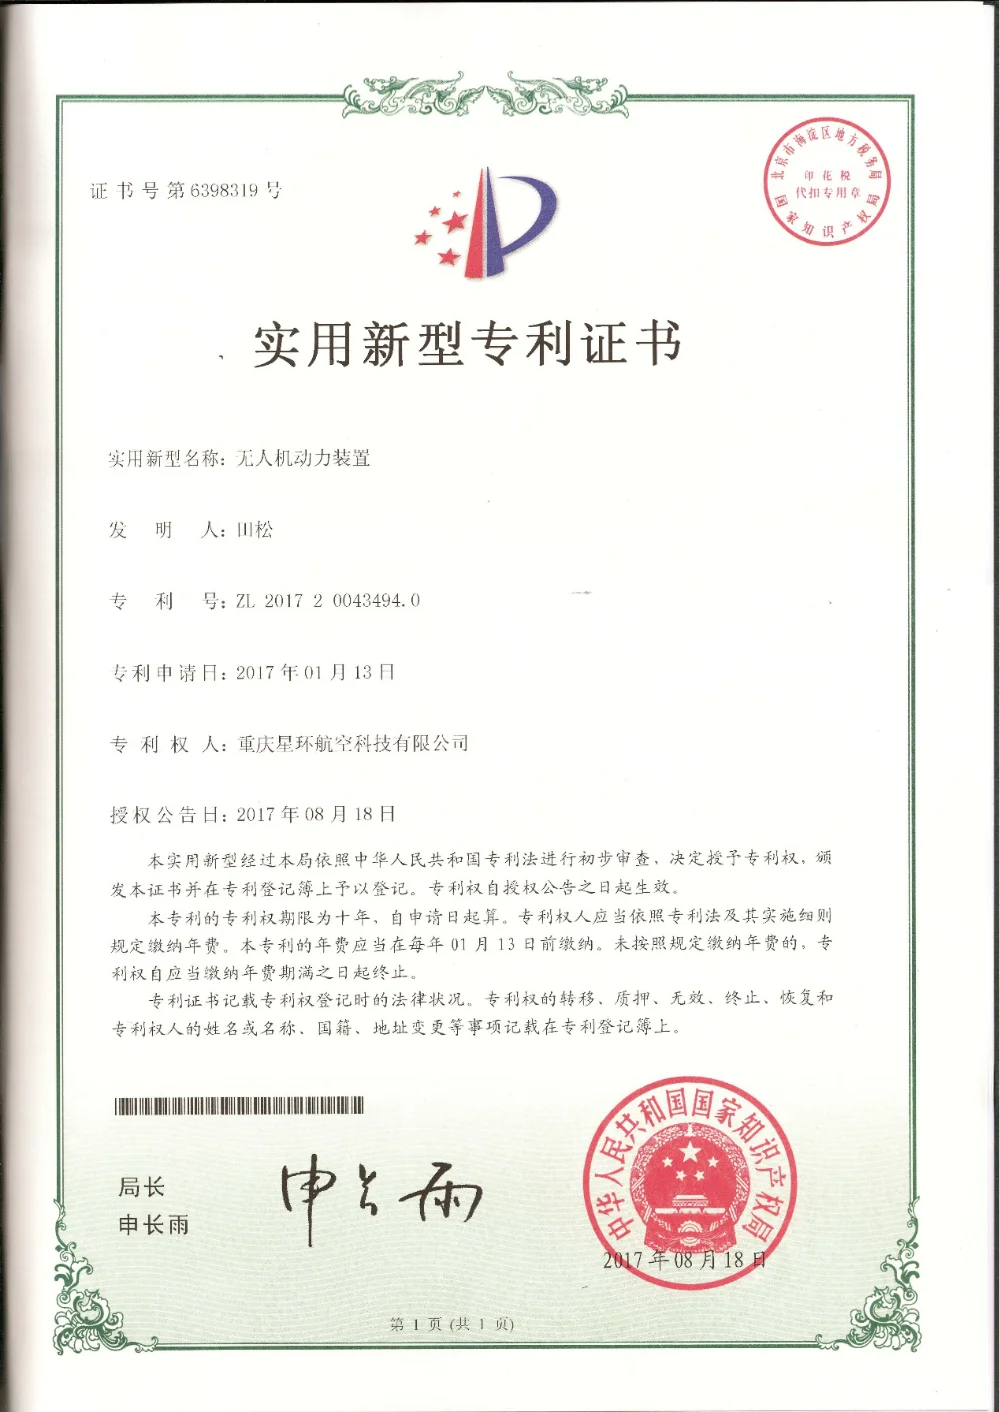 证书号第6398319号
北京市海淀区地方税务局
印花税
代扣专用章
国家知识产权局
实用新型专利证书
实用新型名称：无人机动力装置
发明人：田松
专利号：ZL 2017 2 0043494.0
专利申请日：2017年01月13日
专利权人：重庆星环航空科技有限公司
授权公告日：2017年08月18日
本实用新型经过本局依照中华人民共和国专利法进行初步审查，决定授予专利权，颁
发本证书并在专利登记簿上予以登记。专利权自授权公告之日起生效。
本专利的专利权期限为十年，自申请日起算。专利权人应当依照专利法及其实施细则
规定缴纳年费。本专利的年费应当在每年01月13日前缴纳。未按照规定缴纳年费的，专
利权自应当缴纳年费期满之日起终止。
专利证书记载专利权登记时的法律状况。专利权的转移、质押、无效、终止、恢复和
专利权人的姓名或名称、国籍、地址变更等事项记载在专利登记簿上。
局长
申长雨
申长雨
中华人民共和国国家知识产权局
2017年08月18日
第1页(共1页)